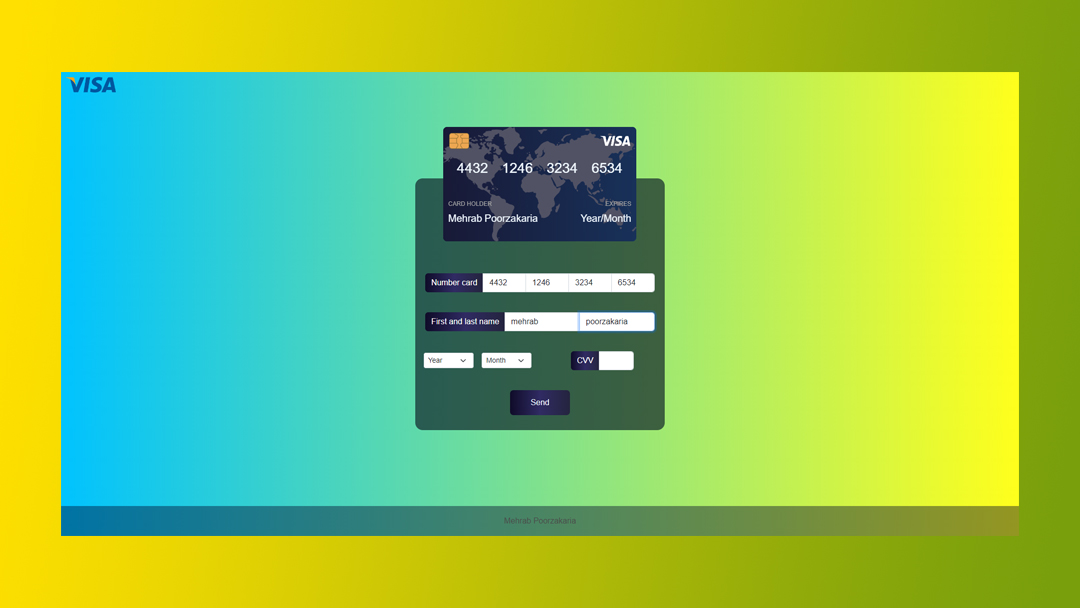 VISA
VISA
4432 1246 3234 6534
CARD HOLDER EXPIRES
Mehrab Poorzakaria Year/Month
Number card 4432 1246 3234 6534
First and last name mehrab poorzakaria
Year Month CVV
Send
Mehrab Poorzakaria